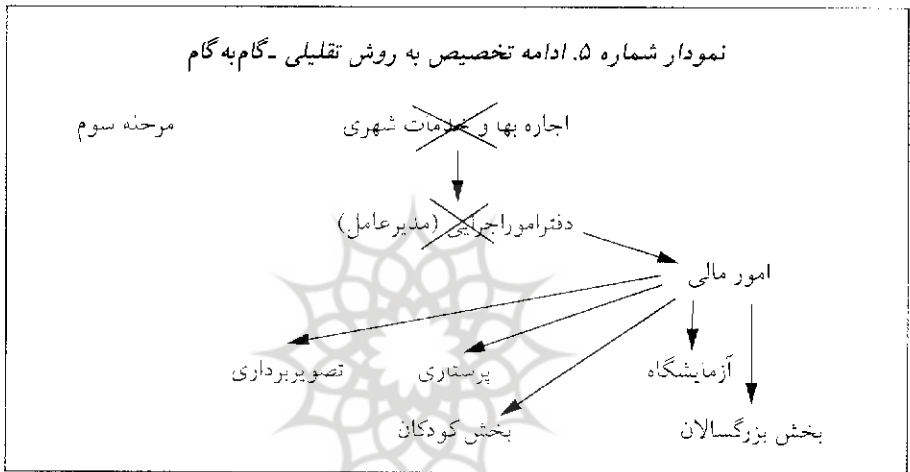 نمودار شماره ۵. ادامه تخصیص به روش تقلیلی -گام‌به‌گام
مرحله سوم
اجاره بها و خدمات شهری
دفترامور اجرایی (مدیرعامل)
امور مالی
آزمایشگاه
پرستاری
تصویربرداری
بخش بزرگسالان
بخش کودکان